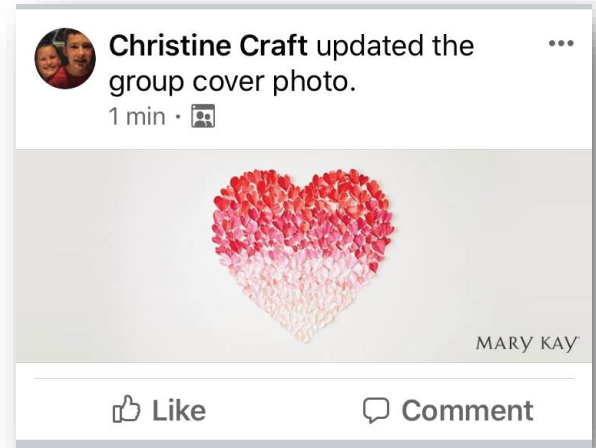 Christine Craft updated the
group cover photo.
1 min ·
MARY KAY
Like
Comment